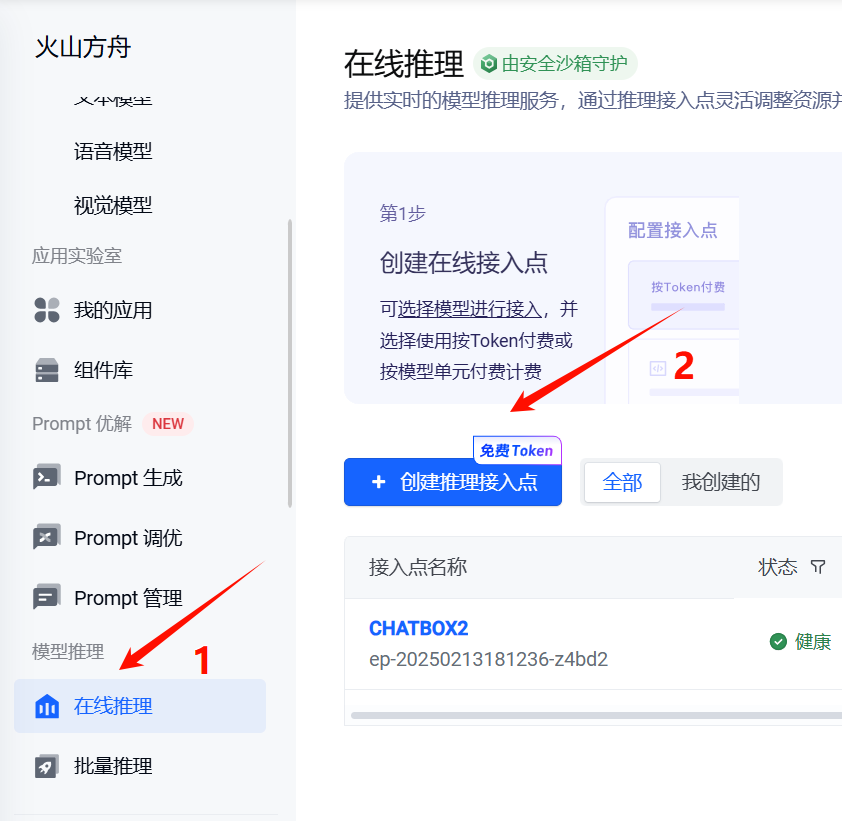 火山方舟
文本模型
语音模型
视觉模型
应用实验室
我的应用
组件库
Prompt 优解 NEW
Prompt 生成
Prompt 调优
Prompt 管理
模型推理
1
在线推理
批量推理
在线推理 由安全沙箱守护
提供实时的模型推理服务，通过推理接入点灵活调整资源并
第1步
创建在线接入点
可选择模型进行接入，并
选择使用按Token付费或
按模型单元付费计费
配置接入点
按Token付费
2
免费Token
+ 创建推理接入点
全部 我创建的
接入点名称 状态
CHATBOX2
ep-20250213181236-z4bd2
健康